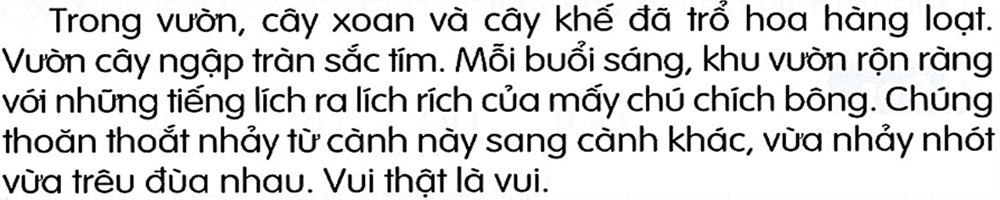 Trong vườn, cây xoan và cây khế đã trổ hoa hàng loạt.
Vườn cây ngập tràn sắc tím. Mỗi buổi sáng, khu vườn rộn ràng
với những tiếng lích ra lích rích của mấy chú chích bông. Chúng
thoăn thoắt nhảy từ cành này sang cành khác, vừa nhảy nhót
vừa trêu đùa nhau. Vui thật là vui.